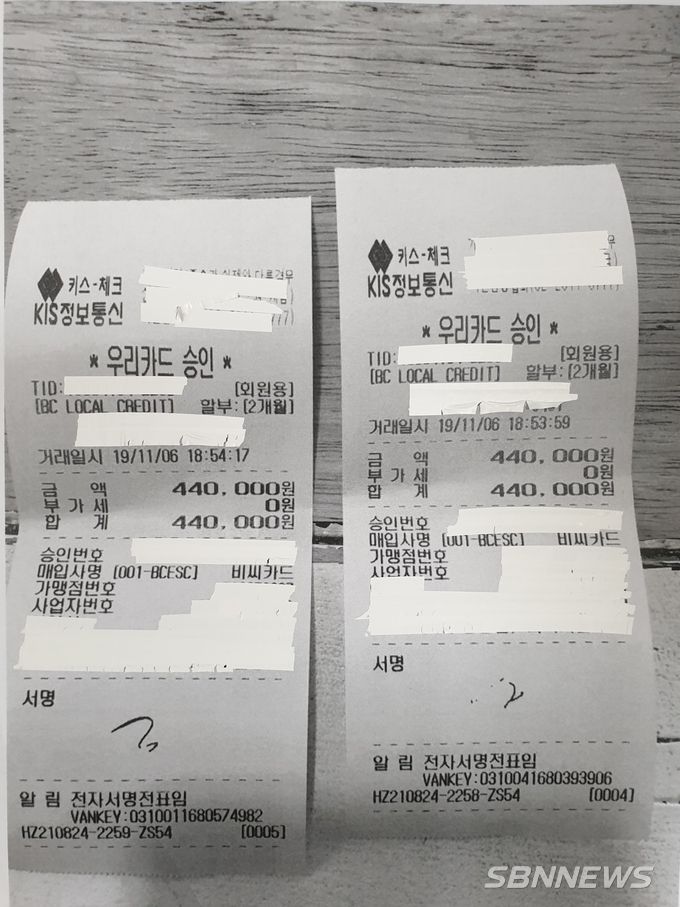 키스-체크
KIS정보통신
* 우리카드 승인 *
TID: [회원용]
[BC LOCAL CREDIT] 할부:[2개월]
거래일시 19/11/06 18:54:17
금 액 440,000원
부 가 세 0원
합 계 440,000원
승인번호
매입사명 [001-BCESC] 비씨카드
가맹점번호
사업자번호
서명
알 림 전자서명전표임
VANKEY:0310011680574982
HZ210824-2259-ZS54 [0005]
키스-체크
KIS정보통신
* 우리카드 승인 *
TID: [회원용]
[BC LOCAL CREDIT] 할부:[2개월]
거래일시 19/11/06 18:53:59
금 액 440,000원
부 가 세 0원
합 계 440,000원
승인번호
매입사명 [001-BCESC] 비씨카드
가맹점번호
사업자번호
서명
알 림 전자서명전표임
VANKEY:0310041680393906
HZ210824-2258-ZS54 [0004]
SBNNEWS